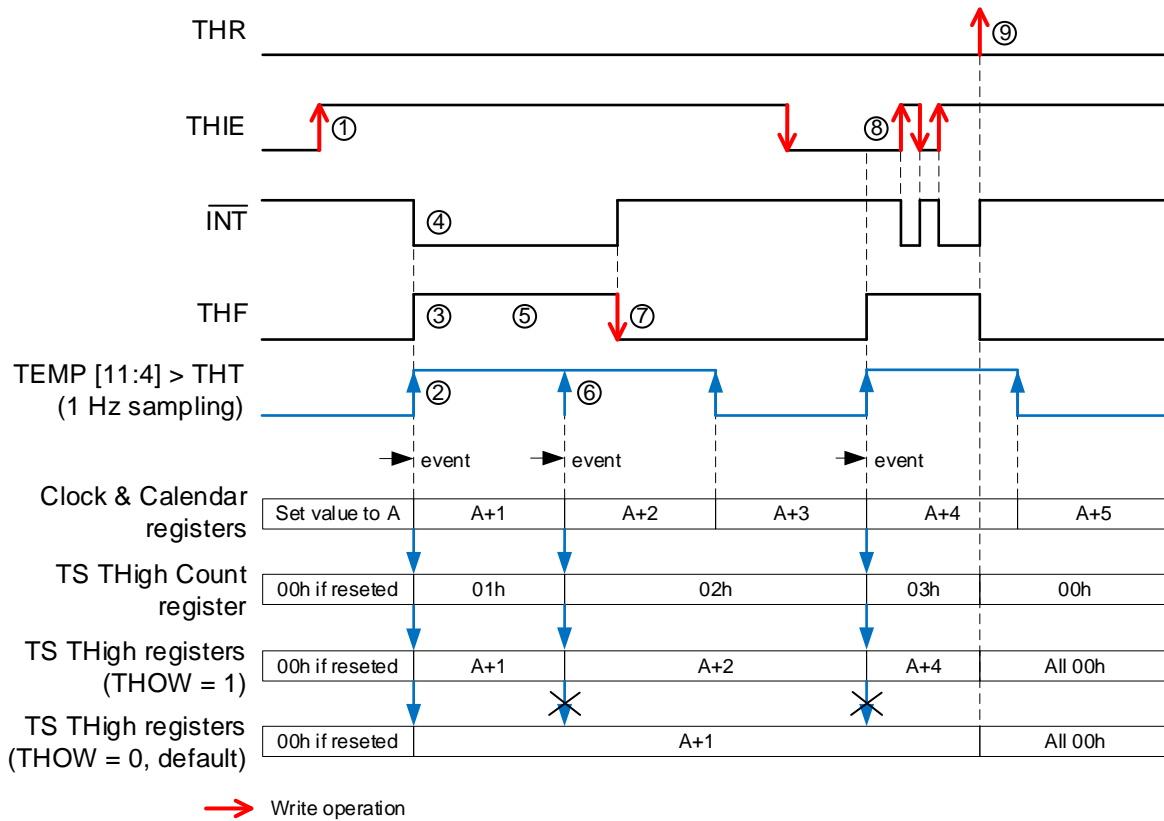 THR
⑨
THIE
①
⑧
INT
④
THF
③ ⑤ ⑦
TEMP [11:4] > THT
(1 Hz sampling)
② ⑥
event event event
Clock & Calendar
registers
Set value to A A+1 A+2 A+3 A+4 A+5
TS THigh Count
register
00h if reseted 01h 02h 03h 00h
TS THigh registers
(THOW = 1)
00h if reseted A+1 A+2 A+4 All 00h
TS THigh registers
(THOW = 0, default)
00h if reseted A+1 All 00h
Write operation